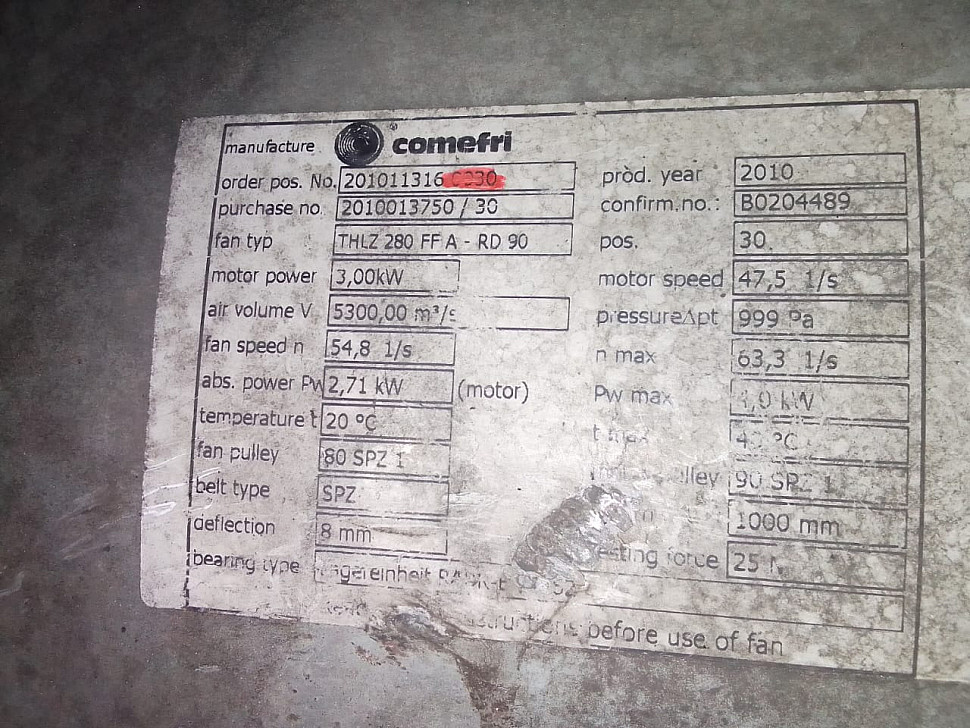 manufacture comefri
order pos. No. 201011316 prod. year 2010
purchase no. 2010013750 / 30 confirm.no.: B0204489
fan typ THLZ 280 FF A - RD 90 pos. 30
motor power 3,00kW motor speed 47,5 1/s
air volume V 5300,00 m³/s pressureΔpt 999 Pa
fan speed n 54,8 1/s n max 63,3 1/s
abs. power Pw 2,71 kW (motor) Pw max kW
temperature t 20 °C t max °C
fan pulley 80 SPZ 1 90 SPZ 1
belt type SPZ 1000 mm
deflection 8 mm force 25
bearing type
before use of fan